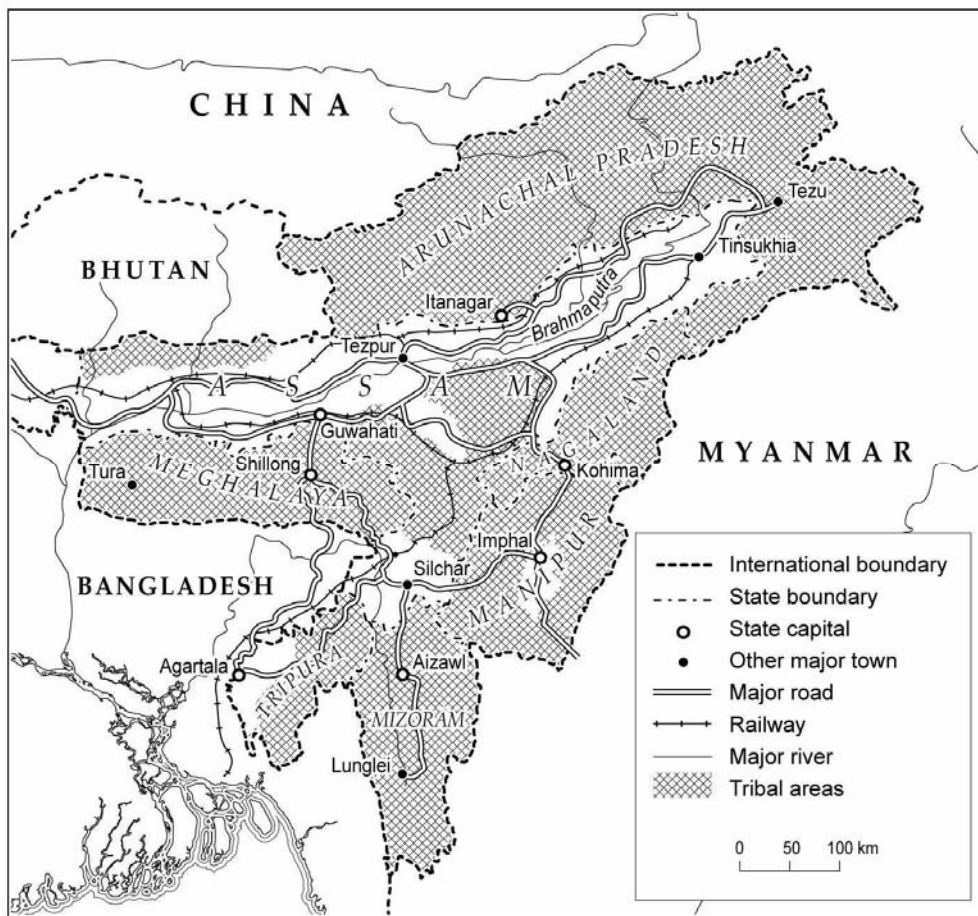 CHINA
ARUNACHAL PRADESH
Tezu
Tinsukhia
BHUTAN
Itanagar
Brahmaputra
Tezpur
ASSAM
Guwahati
NAGALAND
MYANMAR
Shillong
Kohima
Tura
MEGHALAYA
Imphal
BANGLADESH
Silchar
MANIPUR
Agartala
Aizawl
TRIPURA
MIZORAM
Lunglei
International boundary
State boundary
State capital
Other major town
Major road
Railway
Major river
Tribal areas
0 50 100 km